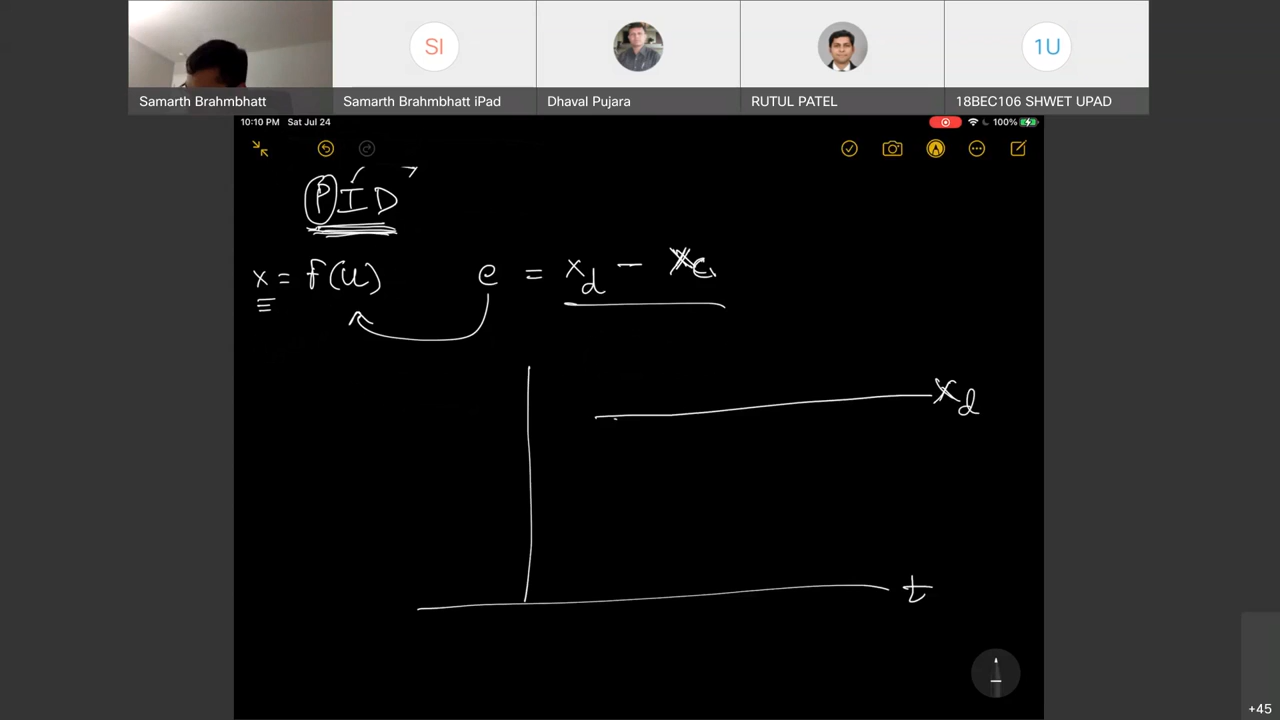 SI
1U
Samarth Brahmbhatt
Samarth Brahmbhatt iPad
Dhaval Pujara
RUTUL PATEL
18BEC106 SHWET UPAD
10:10 PM Sat Jul 24
100%
PID
x = f(u) e = x_d - x_c
x_d
t
+45